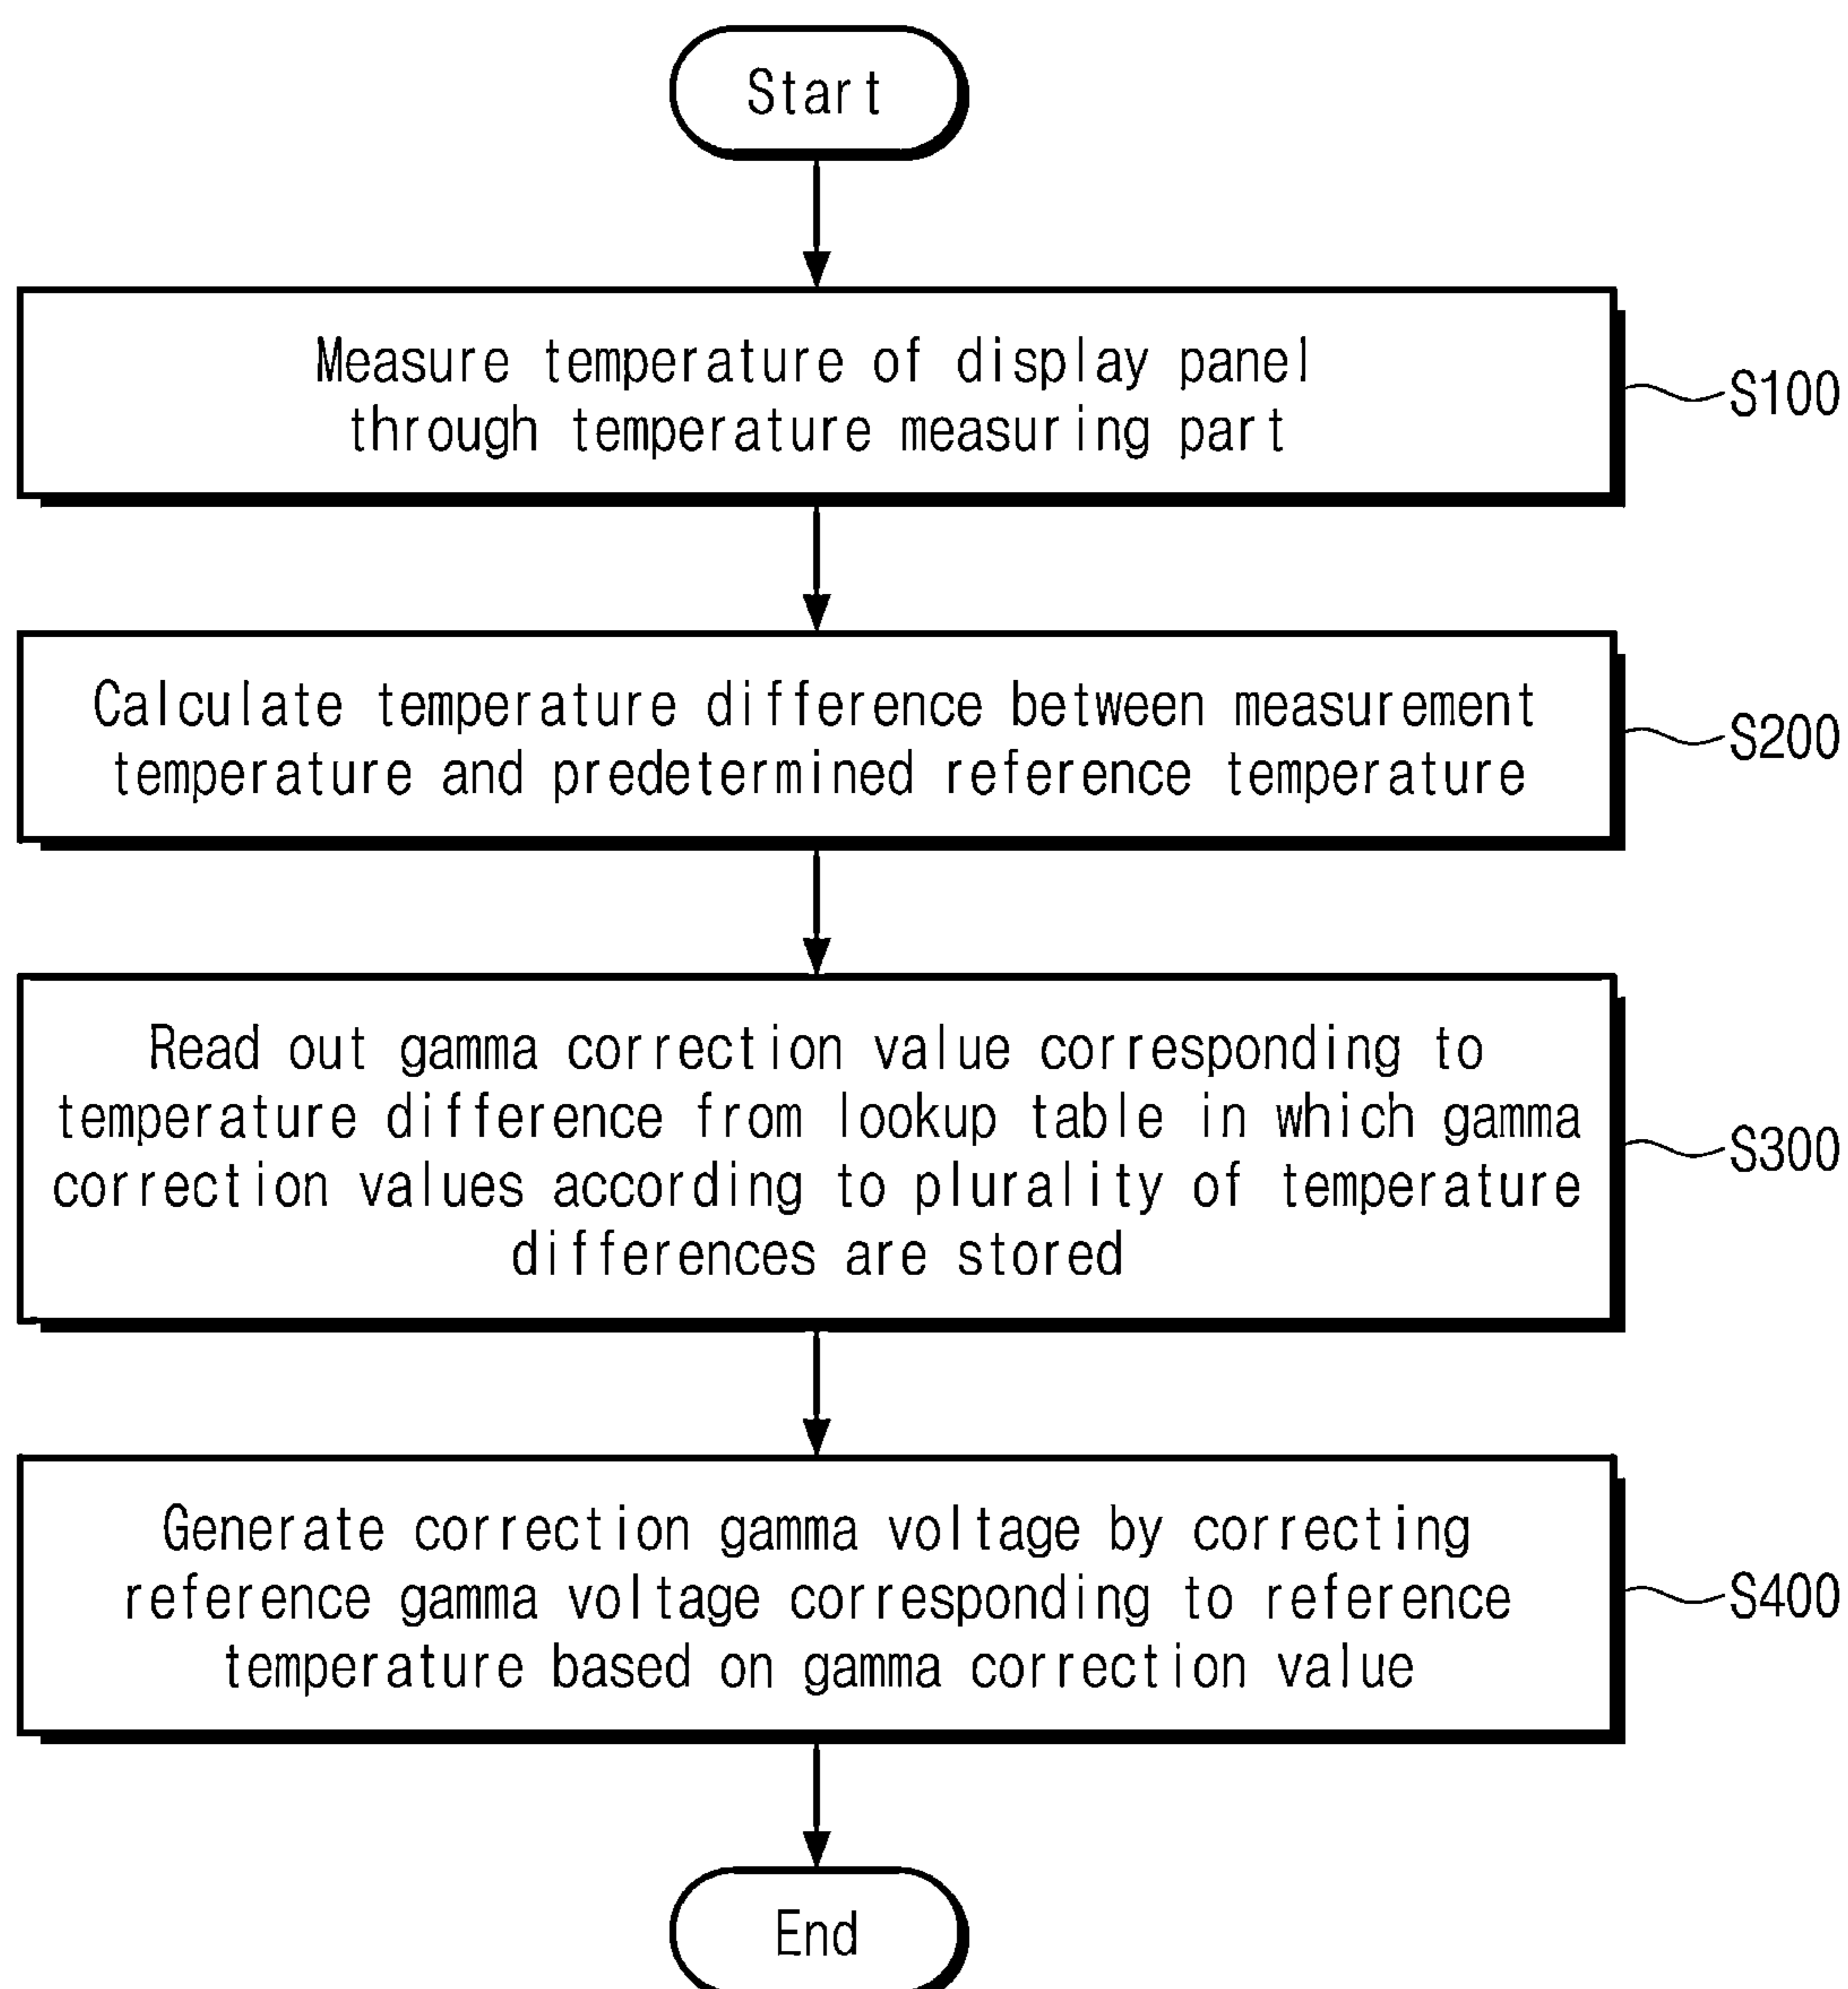 Start
Measure temperature of display panel
through temperature measuring part
S100
Calculate temperature difference between measurement
temperature and predetermined reference temperature
S200
Read out gamma correction value corresponding to
temperature difference from lookup table in which gamma
correction values according to plurality of temperature
differences are stored
S300
Generate correction gamma voltage by correcting
reference gamma voltage corresponding to reference
temperature based on gamma correction value
S400
End